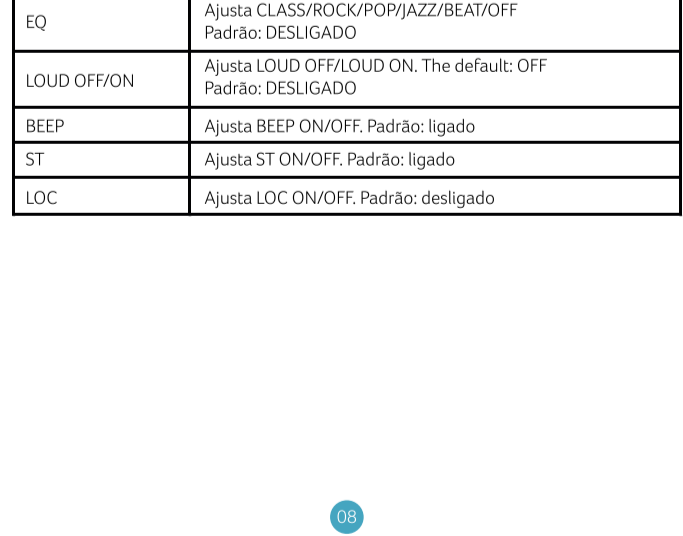 EQ
Ajusta CLASS/ROCK/POP/JAZZ/BEAT/OFF
Padrão: DESLIGADO
LOUD OFF/ON
Ajusta LOUD OFF/LOUD ON. The default: OFF
Padrão: DESLIGADO
BEEP
Ajusta BEEP ON/OFF. Padrão: ligado
ST
Ajusta ST ON/OFF. Padrão: ligado
LOC
Ajusta LOC ON/OFF. Padrão: desligado
08